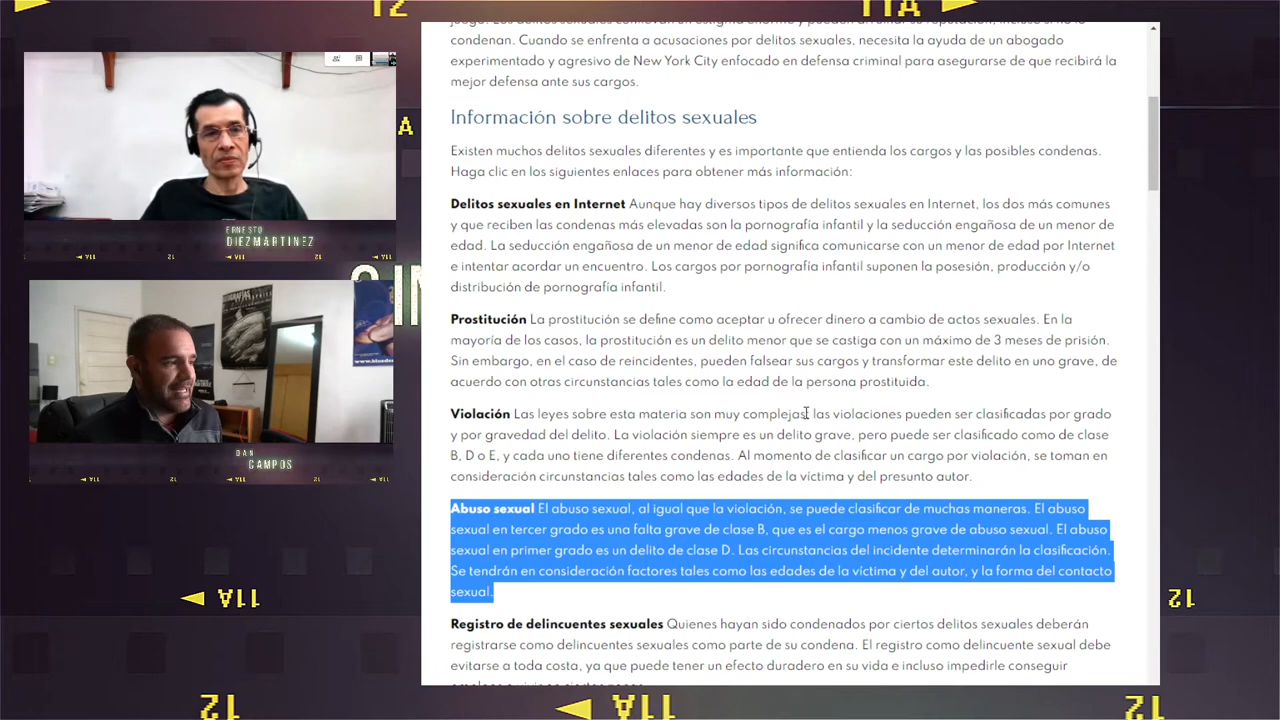 12
11A
A
juego. Los delitos sexuales conllevan un estigma enorme y pueden arruinar su reputación, incluso si no lo
condenan. Cuando se enfrenta a acusaciones por delitos sexuales, necesita la ayuda de un abogado
experimentado y agresivo de New York City enfocado en defensa criminal para asegurarse de que recibirá la
mejor defensa ante sus cargos.
Información sobre delitos sexuales
Existen muchos delitos sexuales diferentes y es importante que entienda los cargos y las posibles condenas.
Haga clic en los siguientes enlaces para obtener más información:
Delitos sexuales en Internet Aunque hay diversos tipos de delitos sexuales en Internet, los dos más comunes
y que reciben las condenas más elevadas son la pornografía infantil y la seducción engañosa de un menor de
edad. La seducción engañosa de un menor de edad significa comunicarse con un menor de edad por Internet
e intentar acordar un encuentro. Los cargos por pornografía infantil suponen la posesión, producción y/o
distribución de pornografía infantil.
Prostitución La prostitución se define como aceptar u ofrecer dinero a cambio de actos sexuales. En la
mayoría de los casos, la prostitución es un delito menor que se castiga con un máximo de 3 meses de prisión.
Sin embargo, en el caso de reincidentes, pueden falsear sus cargos y transformar este delito en uno grave, de
acuerdo con otras circunstancias tales como la edad de la persona prostituida.
Violación Las leyes sobre esta materia son muy complejas; las violaciones pueden ser clasificadas por grado
y por gravedad del delito. La violación siempre es un delito grave, pero puede ser clasificado como de clase
B, D o E, y cada uno tiene diferentes condenas. Al momento de clasificar un cargo por violación, se toman en
consideración circunstancias tales como las edades de la víctima y del presunto autor.
Abuso sexual El abuso sexual, al igual que la violación, se puede clasificar de muchas maneras. El abuso
sexual en tercer grado es una falta grave de clase B, que es el cargo menos grave de abuso sexual. El abuso
sexual en primer grado es un delito de clase D. Las circunstancias del incidente determinarán la clasificación.
Se tendrán en consideración factores tales como las edades de la víctima y del autor, y la forma del contacto
sexual.
Registro de delincuentes sexuales Quienes hayan sido condenados por ciertos delitos sexuales deberán
registrarse como delincuentes sexuales como parte de su condena. El registro como delincuente sexual debe
evitarse a toda costa, ya que puede tener un efecto duradero en su vida e incluso impedirle conseguir
ERNESTO
DIEZMARTINEZ
11A
12
11A
DAN
CAMPOS
11A
12
11A
11A
12
12
11A
12